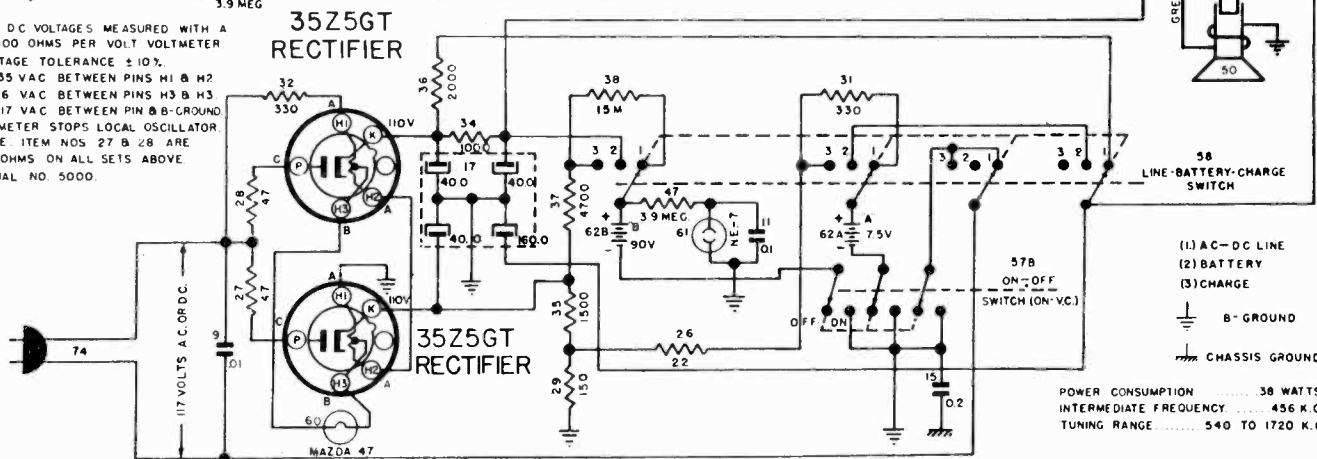 3.9 MEG
DC VOLTAGES MEASURED WITH A
OHMS PER VOLT VOLTMETER
TOLERANCE ±10%.
VAC BETWEEN PINS H1 & H2
VAC BETWEEN PINS H3 & H3.
17 VAC BETWEEN PIN & B-GROUND.
METER STOPS LOCAL OSCILLATOR.
ITEM NOS 27 & 28 ARE
OHMS ON ALL SETS ABOVE
NO. 5000.
35Z5GT
RECTIFIER
32
330
A
H1
K
110V
C
P
H2
A
H3
B
28
47
27
47
36
2000
34
1000
17
40.0
40.0
40.0
160.0
A
H1
K
110V
C
P
H2
A
H3
B
35Z5GT
RECTIFIER
60
MAZDA 47
74
117 VOLTS A.C. OR D.C.
9
.01
38
15 M
3 2 1
37
4700
35
1500
29
150
+ B
62B
90V
47
3.9 MEG.
61
NE-7
11
0.1
31
330
3 2 1
+ A
62A 7.5V
26
22
3 2 1
3 2 1
58
LINE-BATTERY-CHARGE
SWITCH
57B
ON-OFF
SWITCH (ON-V.C.)
OFF ON
15
0.2
50
(1) AC-DC LINE
(2) BATTERY
(3) CHARGE
B-GROUND
CHASSIS GROUND
POWER CONSUMPTION ........ 38 WATTS
INTERMEDIATE FREQUENCY ..... 456 K.C
TUNING RANGE ........ 540 TO 1720 K.C